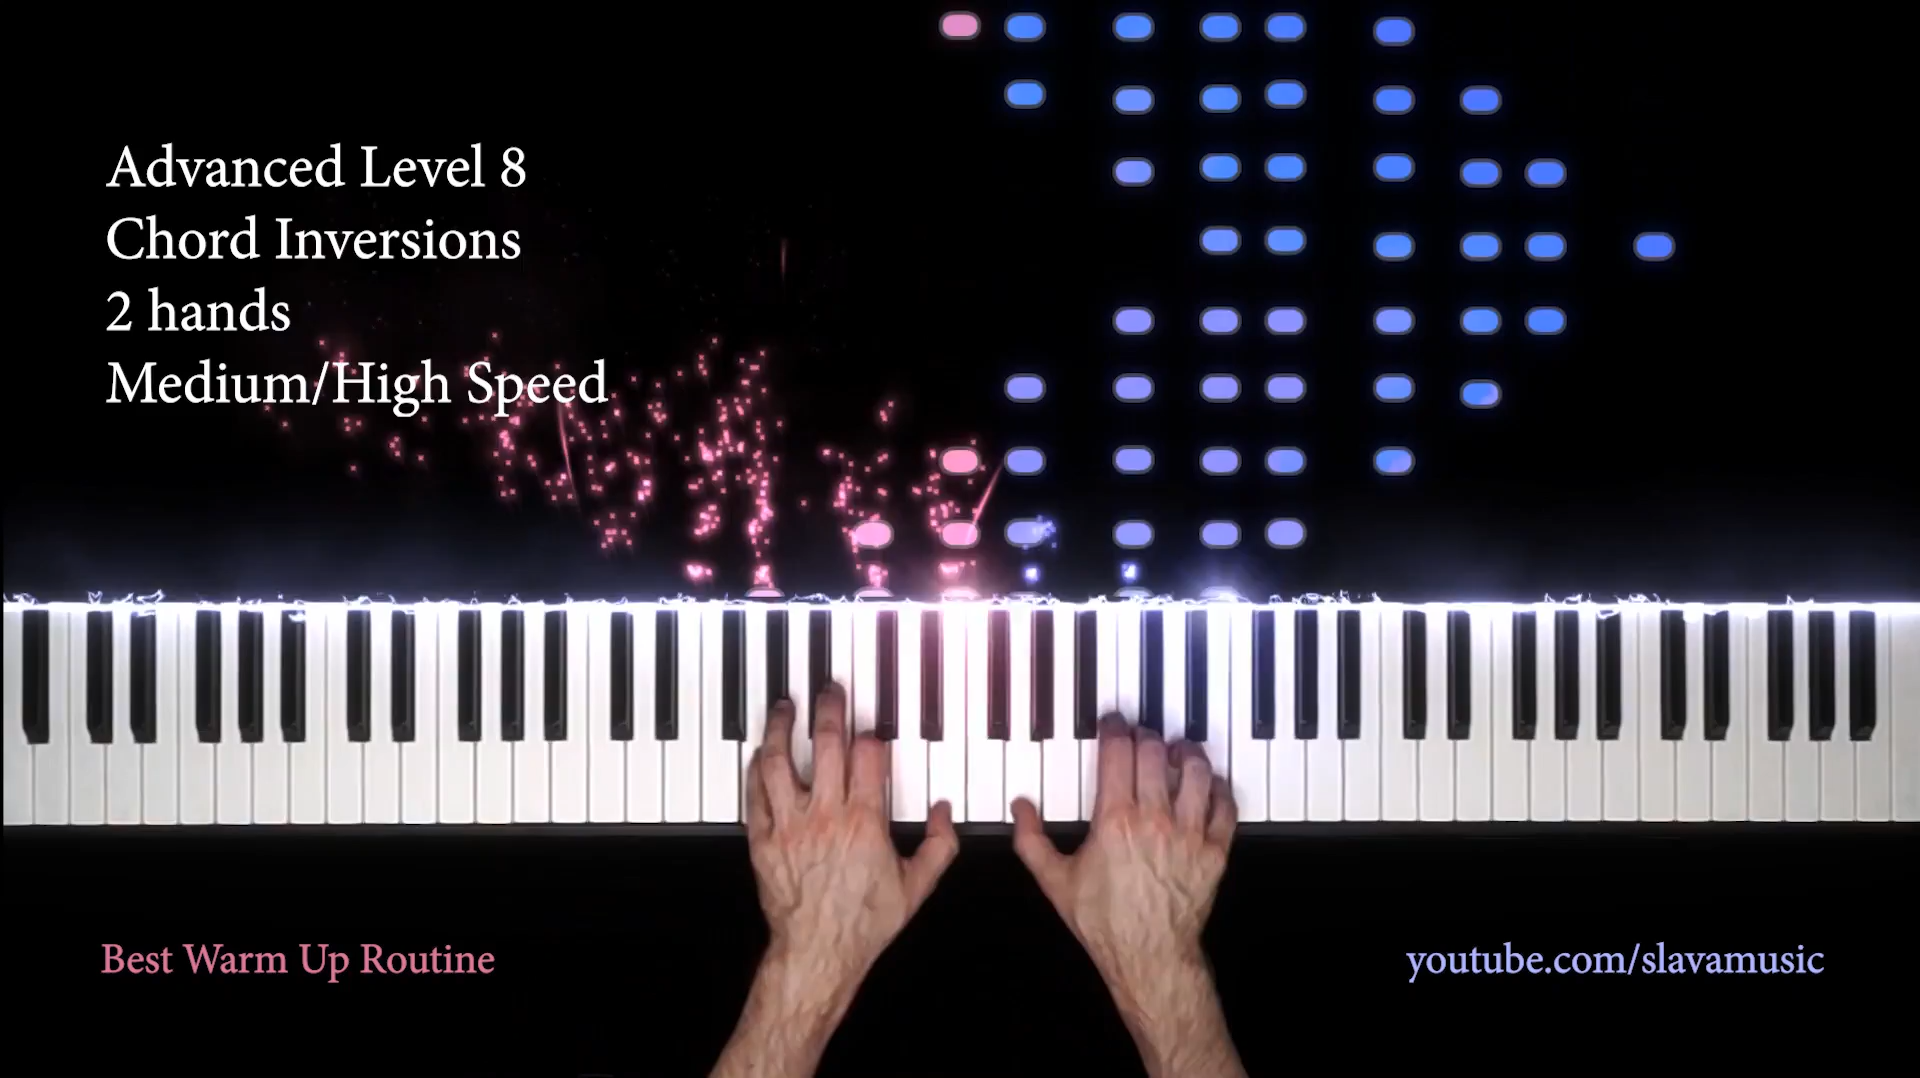 Advanced Level 8
Chord Inversions
2 hands
Medium/High Speed
Best Warm Up Routine
youtube.com/slavamusic